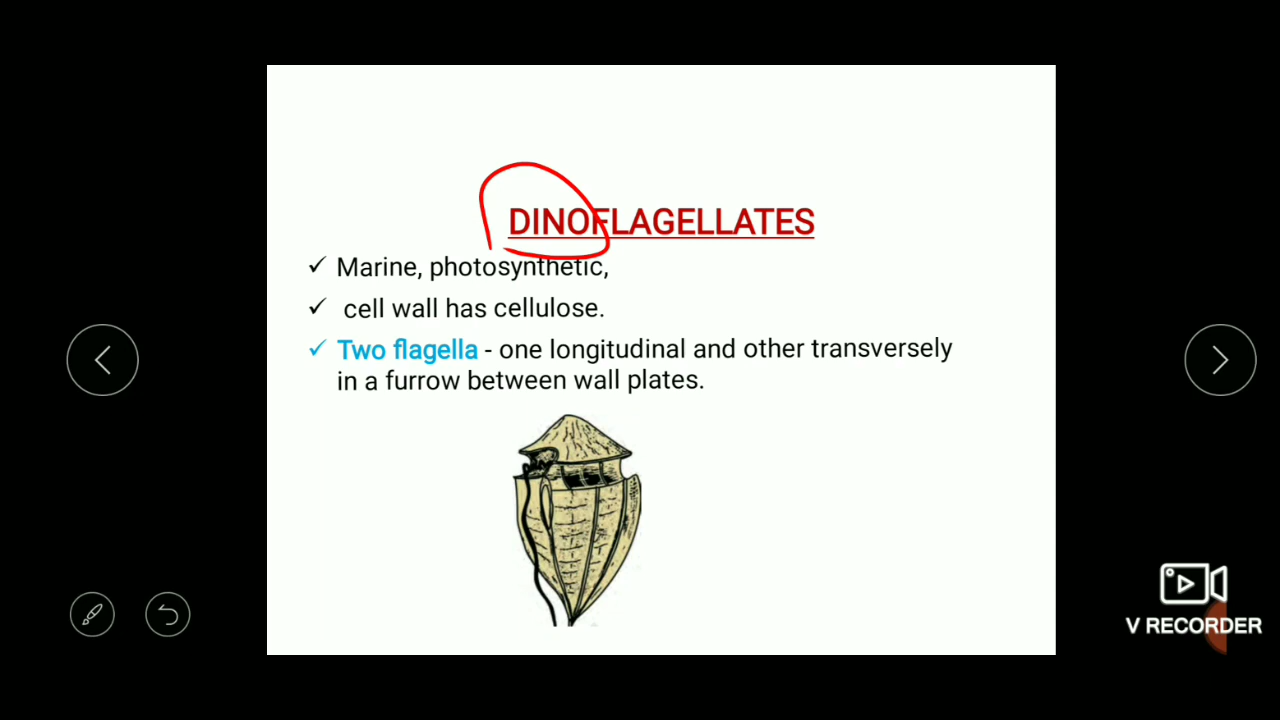 DINOFLAGELLATES
✓ Marine, photosynthetic,
✓ cell wall has cellulose.
✓ Two flagella - one longitudinal and other transversely
in a furrow between wall plates.
V RECORDER